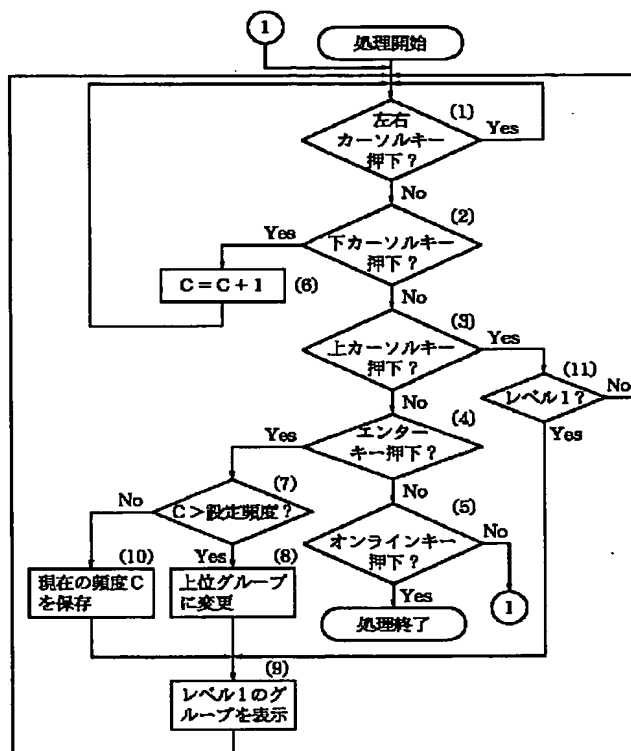 1
処理開始
(1)
左右
カーソルキー
押下?
Yes
No
(2)
下カーソルキー
押下?
Yes
C=C+1
(6)
No
(3)
上カーソルキー
押下?
Yes
(11)
レベル1?
No
Yes
No
(4)
エンター
キー押下?
Yes
No
(7)
C>設定頻度?
No
Yes
(5)
オンラインキー
押下?
No
1
Yes
処理終了
(10)
現在の頻度C
を保存
(8)
上位グループ
に変更
(9)
レベル1のグ
ループを表示